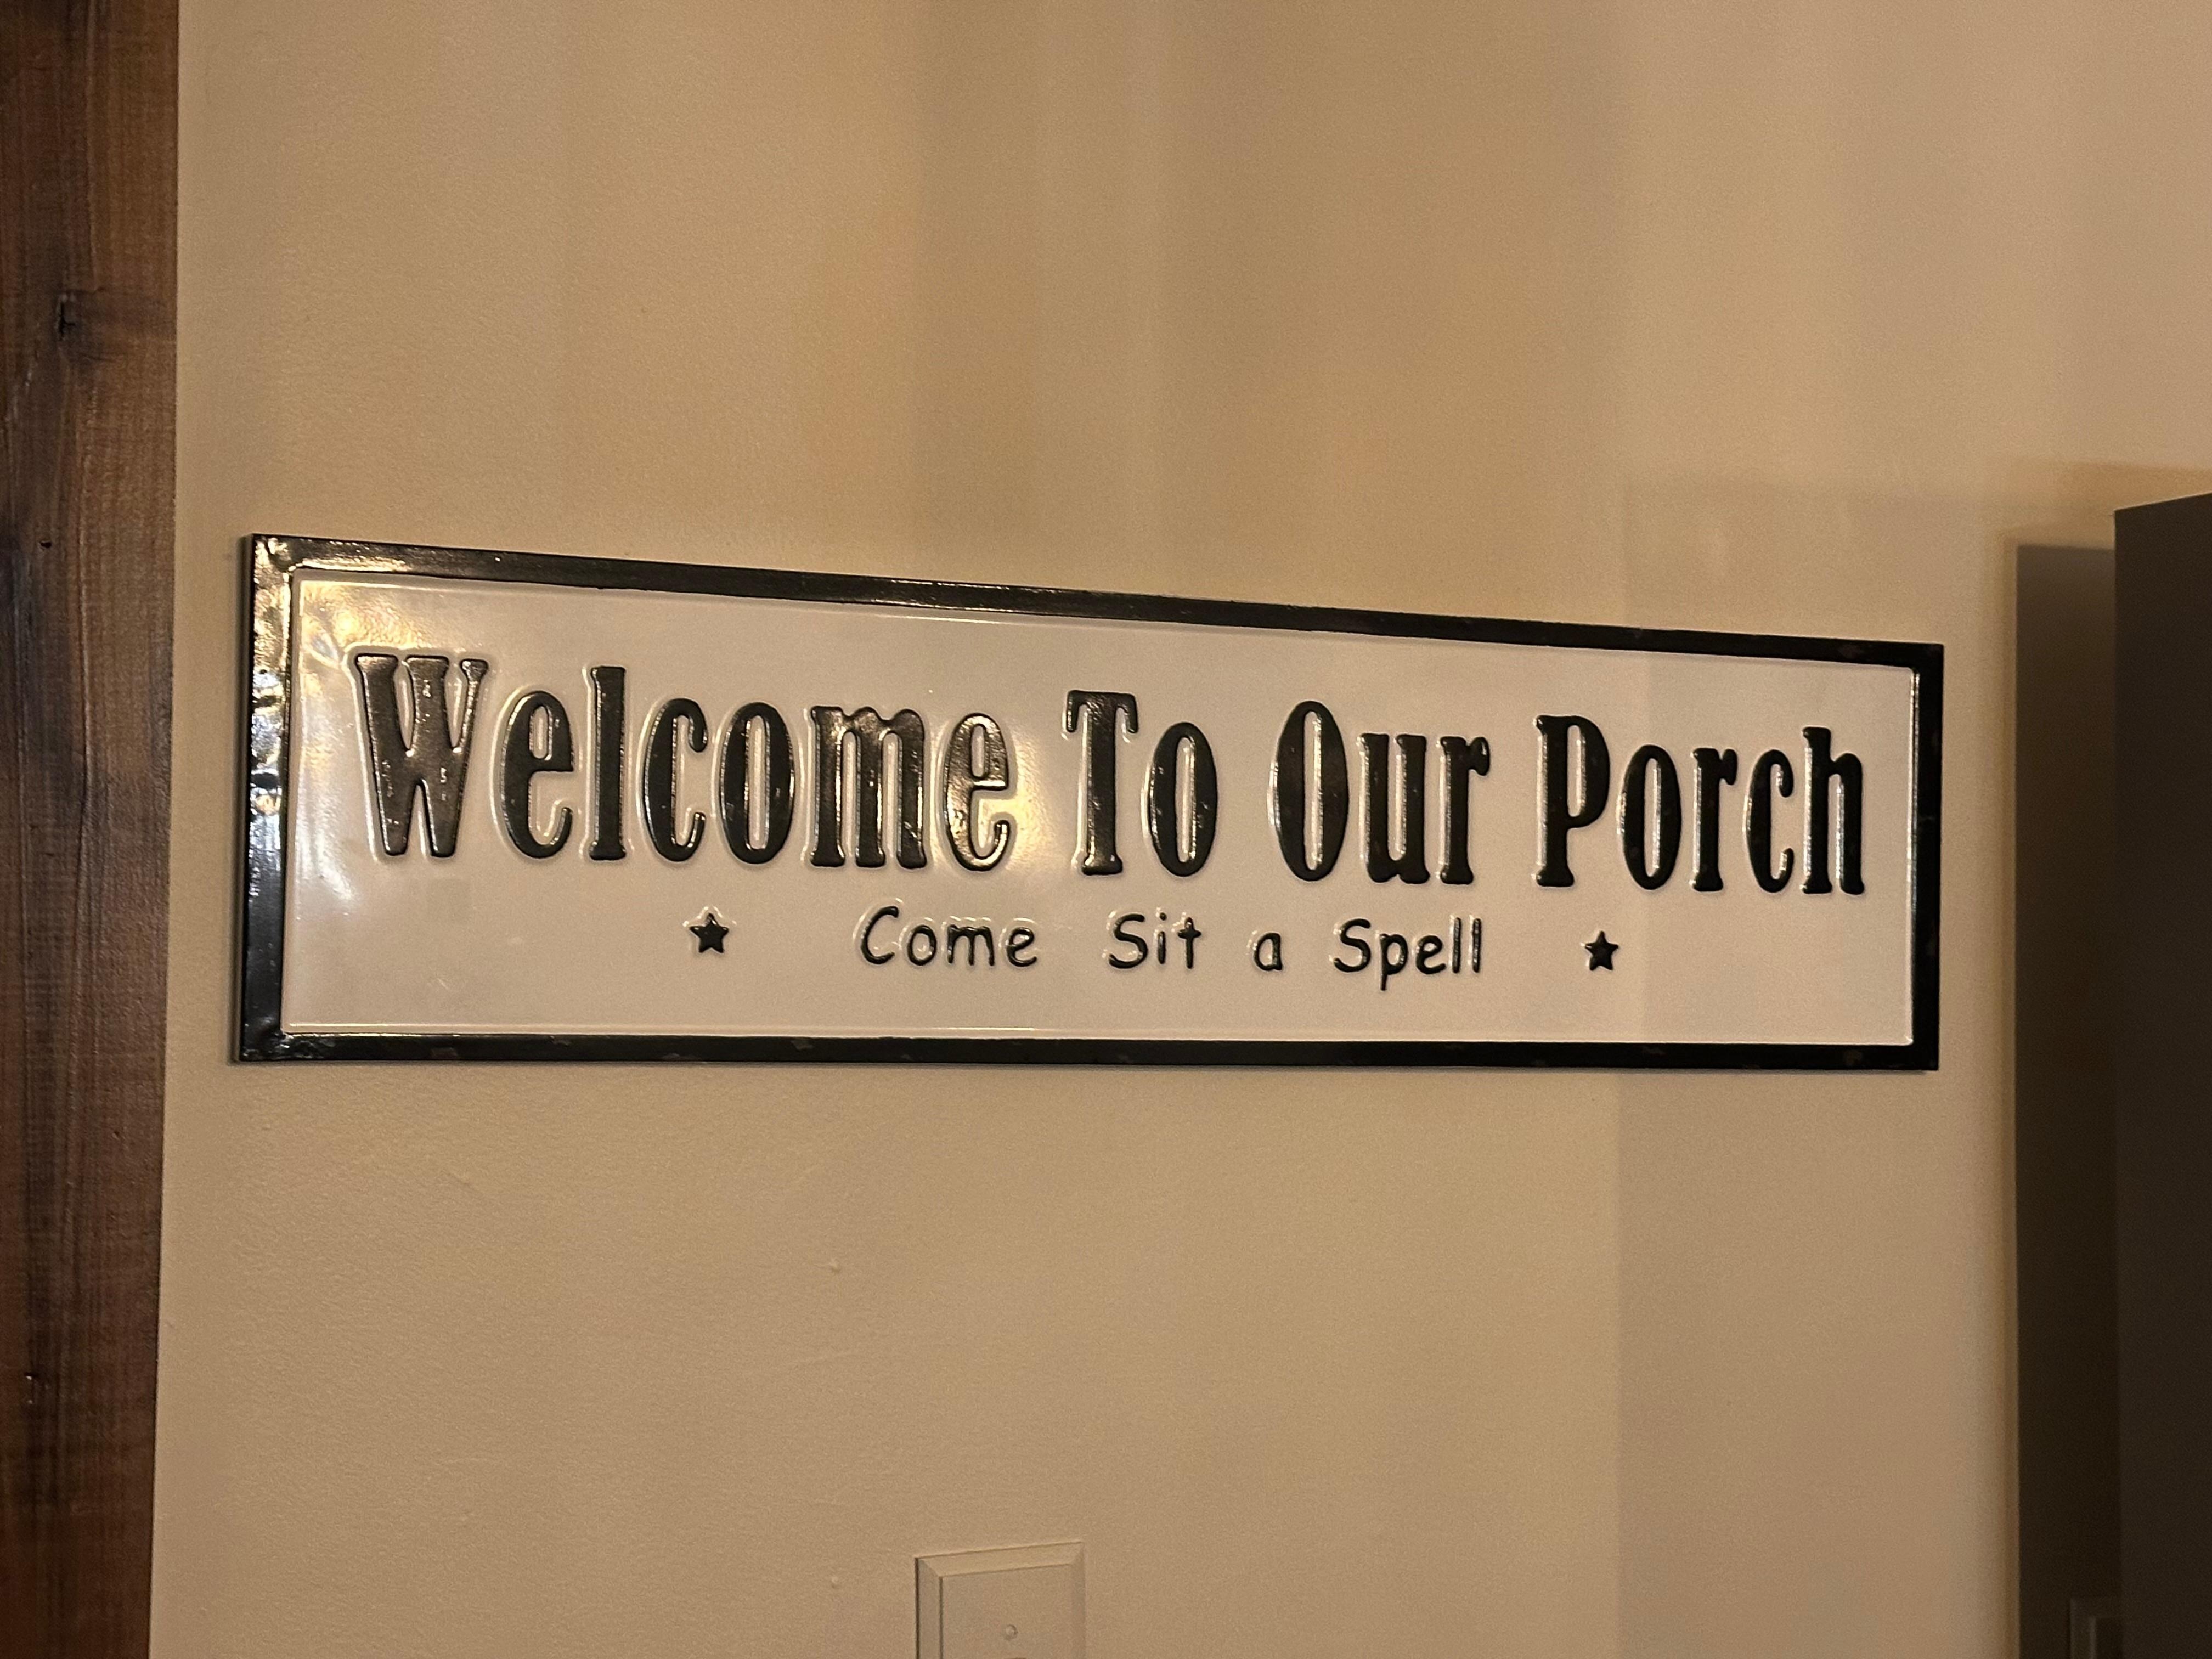 Welcome To Our Porch
★ Come Sit a Spell ★